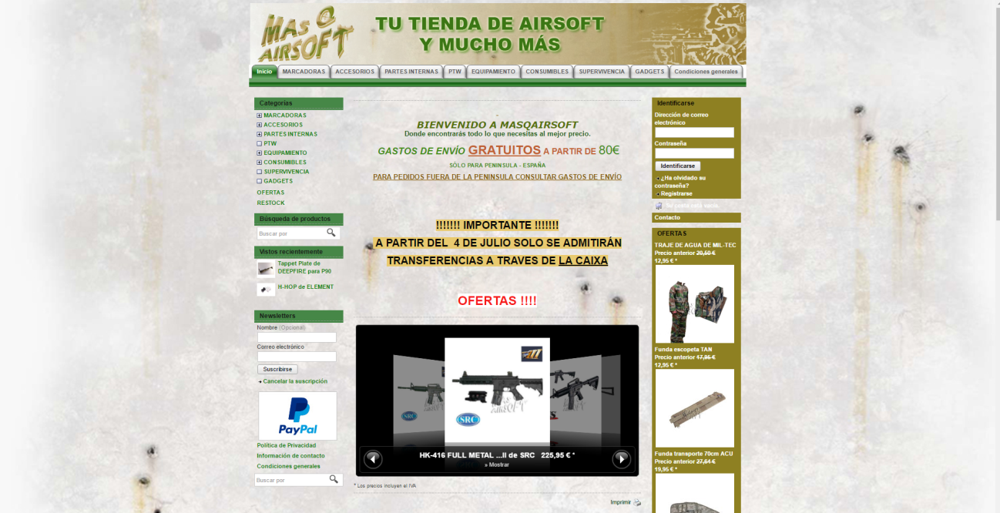 MAS Q
AIRSOFT
TU TIENDA DE AIRSOFT
Y MUCHO MÁS
Inicio
MARCADORAS
ACCESORIOS
PARTES INTERNAS
PTW
EQUIPAMIENTO
CONSUMIBLES
SUPERVIVENCIA
GADGETS
Condiciones generales
Categorías
MARCADORAS
ACCESORIOS
PARTES INTERNAS
PTW
EQUIPAMIENTO
CONSUMIBLES
SUPERVIVENCIA
GADGETS
OFERTAS
RESTOCK
Búsqueda de productos
Buscar por
Vistos recientemente
Tappet Plate de
DEEPFIRE para P90
H-HOP de ELEMENT
Newsletters
Nombre (Opcional)
Correo electrónico
Suscribirse
Cancelar la suscripción
PayPal
Política de Privacidad
Información de contacto
Condiciones generales
Buscar por
BIENVENIDO A MASQAIRSOFT
Donde encontrarás todo lo que necesitas al mejor precio.
GASTOS DE ENVÍO GRATUITOS A PARTIR DE 80€
SÓLO PARA PENINSULA - ESPAÑA
PARA PEDIDOS FUERA DE LA PENINSULA CONSULTAR GASTOS DE ENVÍO
!!!!!!! IMPORTANTE !!!!!!!
A PARTIR DEL 4 DE JULIO SOLO SE ADMITIRÁN
TRANSFERENCIAS A TRAVES DE LA CAIXA
OFERTAS !!!!
SRC
SRC
HK-416 FULL METAL ...II de SRC 225,95 € *
» Mostrar
* Los precios incluyen el IVA
Imprimir
Identificarse
Dirección de correo
electrónico
Contraseña
Identificarse
¿Ha olvidado su
contraseña?
Registrarse
Su cesta está vacía.
Contacto
OFERTAS
TRAJE DE AGUA DE MIL-TEC
Precio anterior 20,50 €
12,95 € *
Funda escopeta TAN
Precio anterior 17,95 €
12,95 € *
Funda transporte 70cm ACU
Precio anterior 27,64 €
19,95 € *